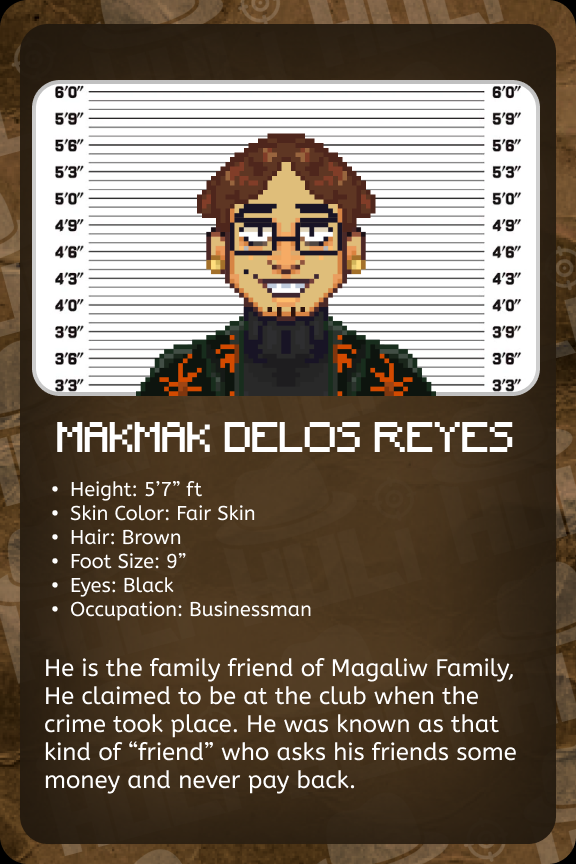 6'0" 6'0"
5'9" 5'9"
5'6" 5'6"
5'3" 5'3"
5'0" 5'0"
4'9" 4'9"
4'6" 4'6"
4'3" 4'3"
4'0" 4'0"
3'9" 3'9"
3'6" 3'6"
3'3" 3'3"
MAKMAK DELOS REYES
• Height: 5’7” ft
• Skin Color: Fair Skin
• Hair: Brown
• Foot Size: 9”
• Eyes: Black
• Occupation: Businessman
He is the family friend of Magaliw Family,
He claimed to be at the club when the
crime took place. He was known as that
kind of “friend” who asks his friends some
money and never pay back.